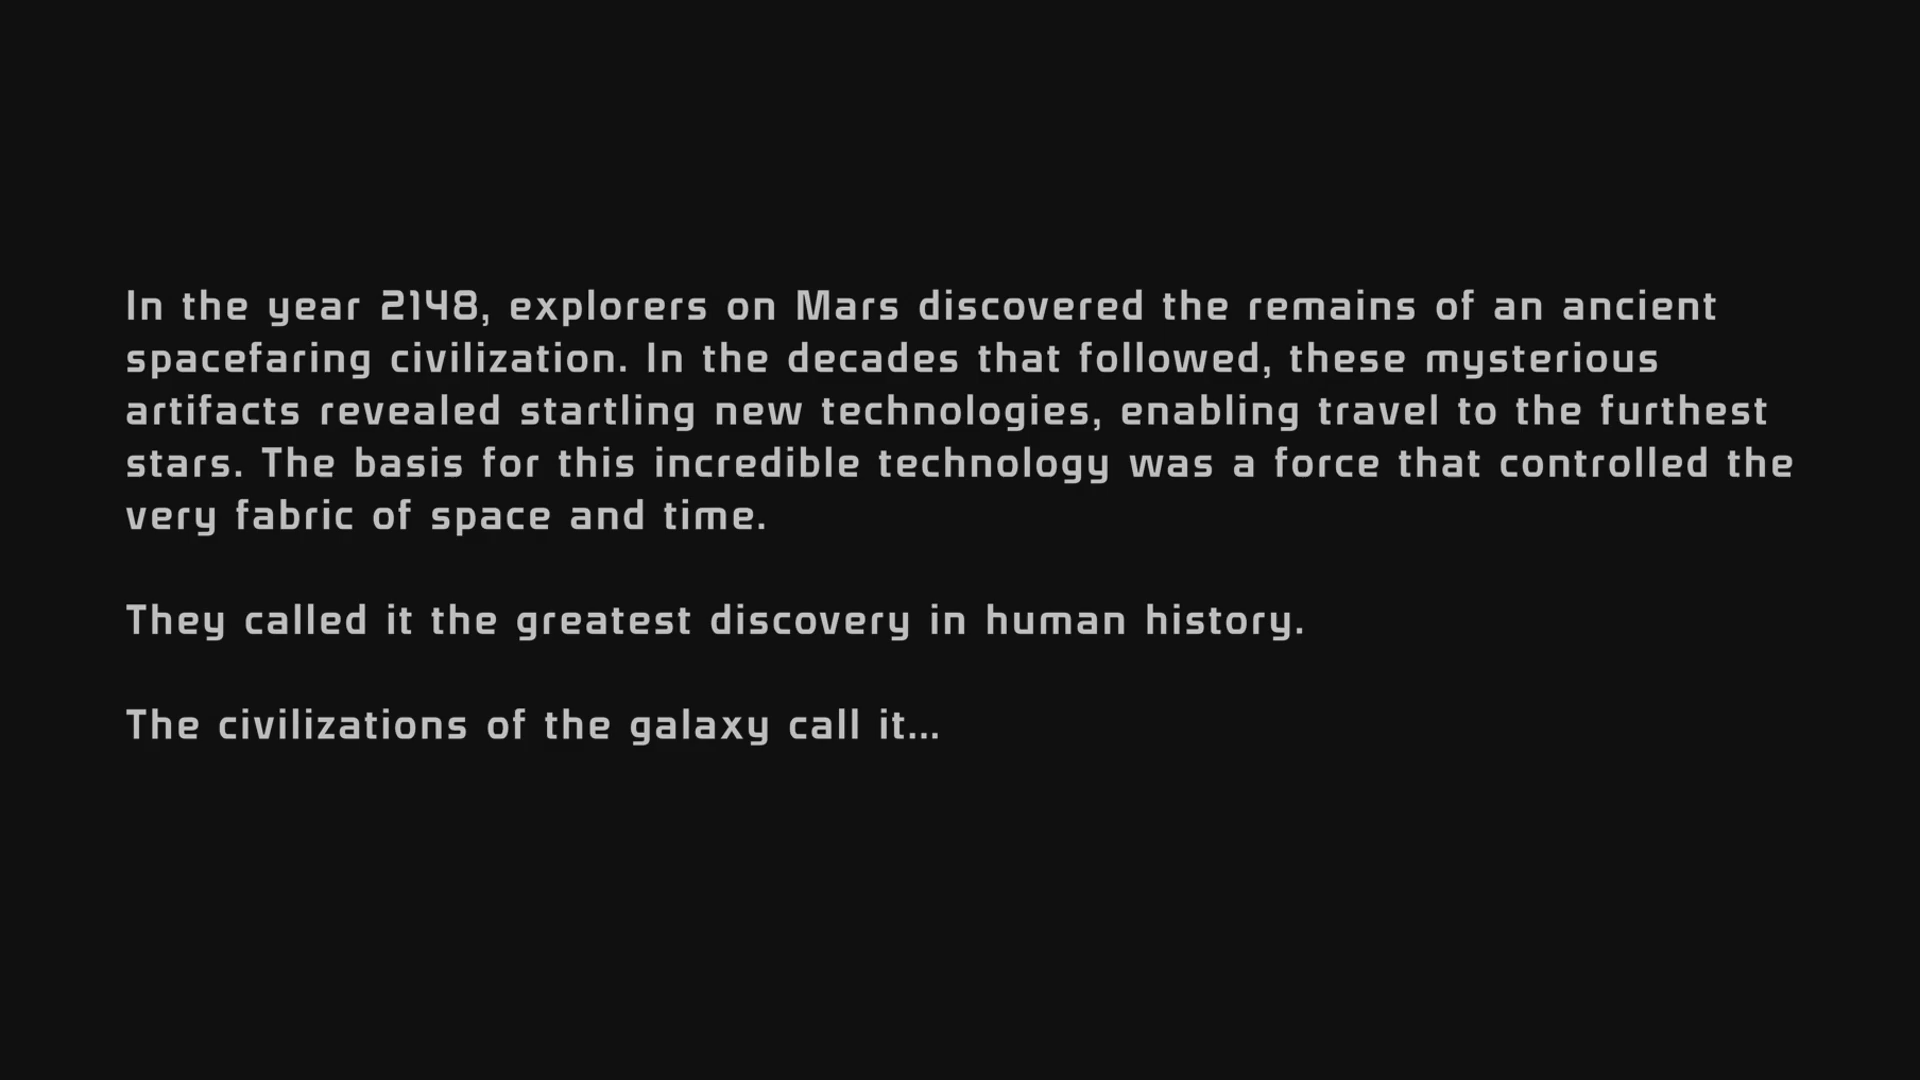 In the year 2148, explorers on Mars discovered the remains of an ancient
spacefaring civilization. In the decades that followed, these mysterious
artifacts revealed startling new technologies, enabling travel to the furthest
stars. The basis for this incredible technology was a force that controlled the
very fabric of space and time.
They called it the greatest discovery in human history.
The civilizations of the galaxy call it...